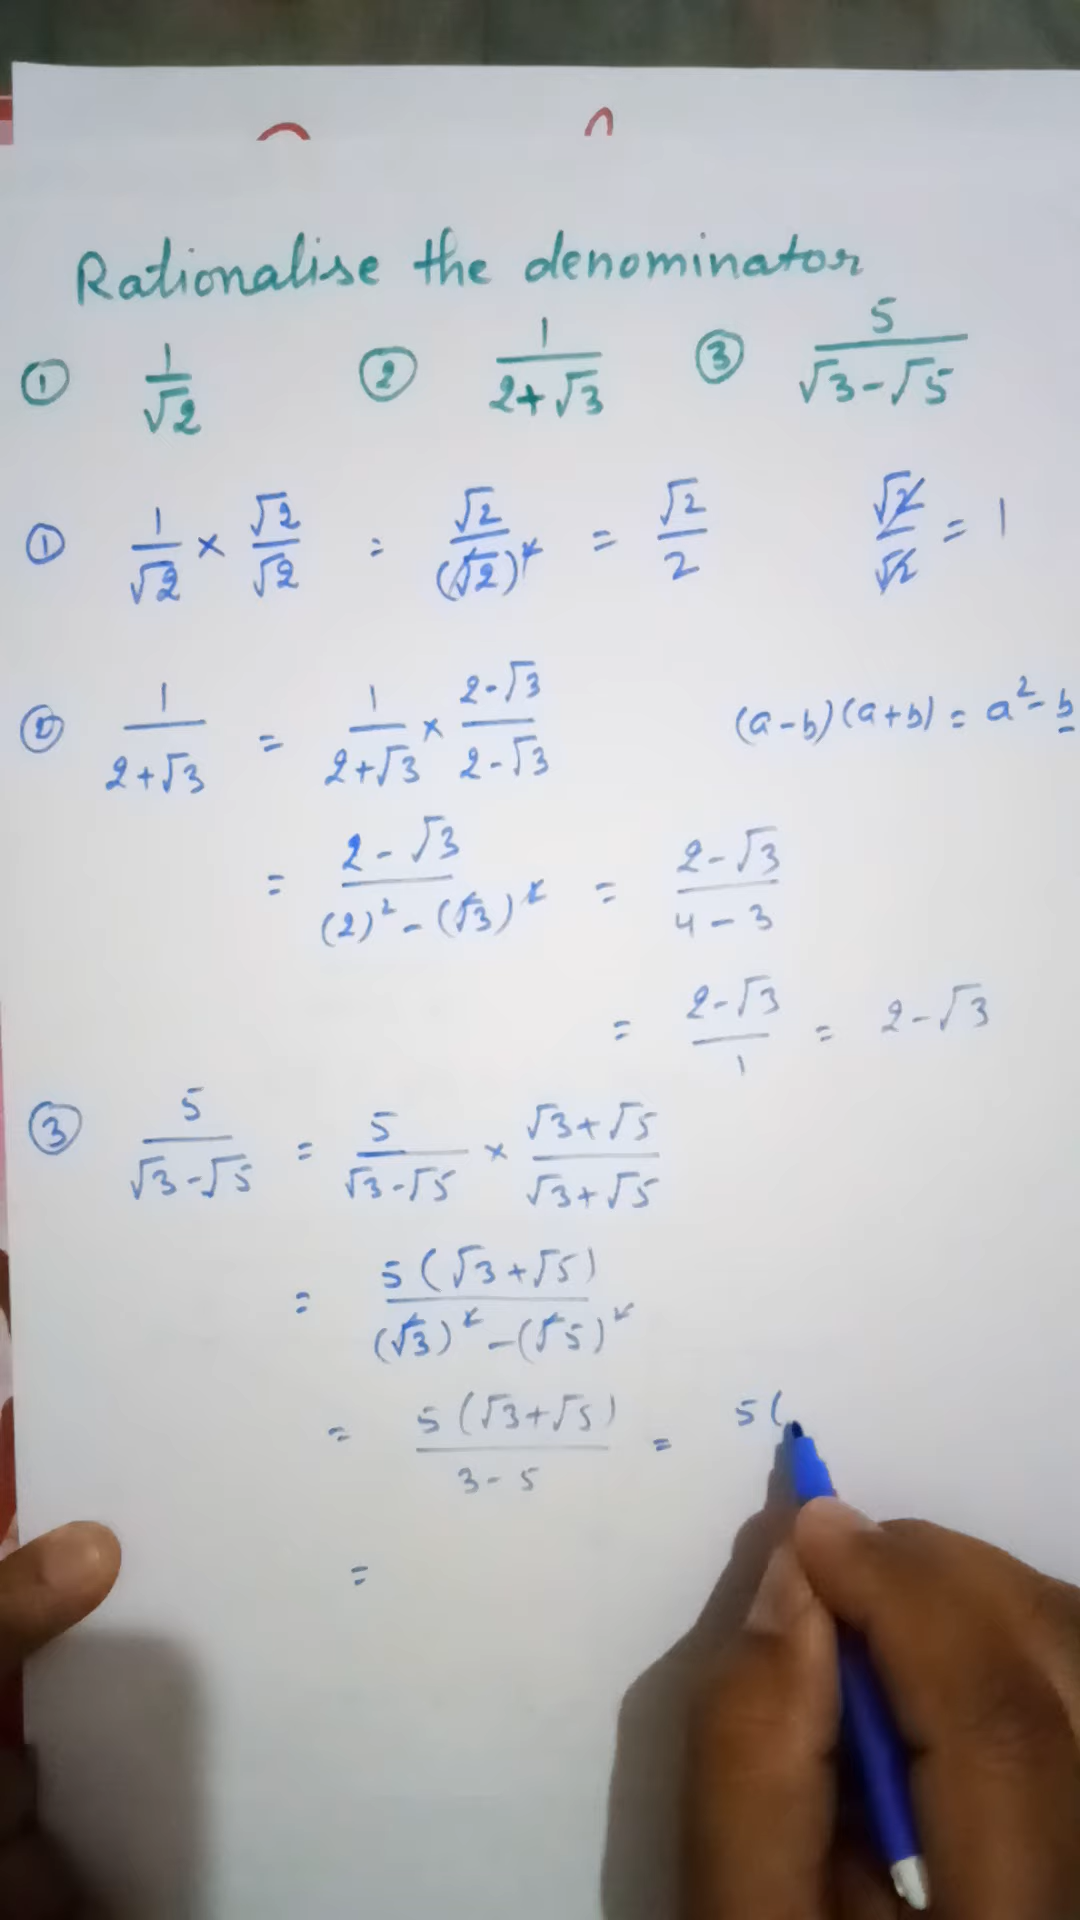 Rationalise the denominator
① 1/√2 ② 1/(2+√3) ③ 5/(√3-√5)
① 1/√2 × √2/√2 = √2/(√2)² = √2/2 √2/√2 = 1
② 1/(2+√3) = 1/(2+√3) × (2-√3)/(2-√3) (a-b)(a+b) = a²-b
= (2-√3)/((2)²-(√3)²) = (2-√3)/(4-3)
= (2-√3)/1 = 2-√3
③ 5/(√3-√5) = 5/(√3-√5) × (√3+√5)/(√3+√5)
= 5(√3+√5)/((√3)²-(√5)²)
= 5(√3+√5)/(3-5) = 5(
=